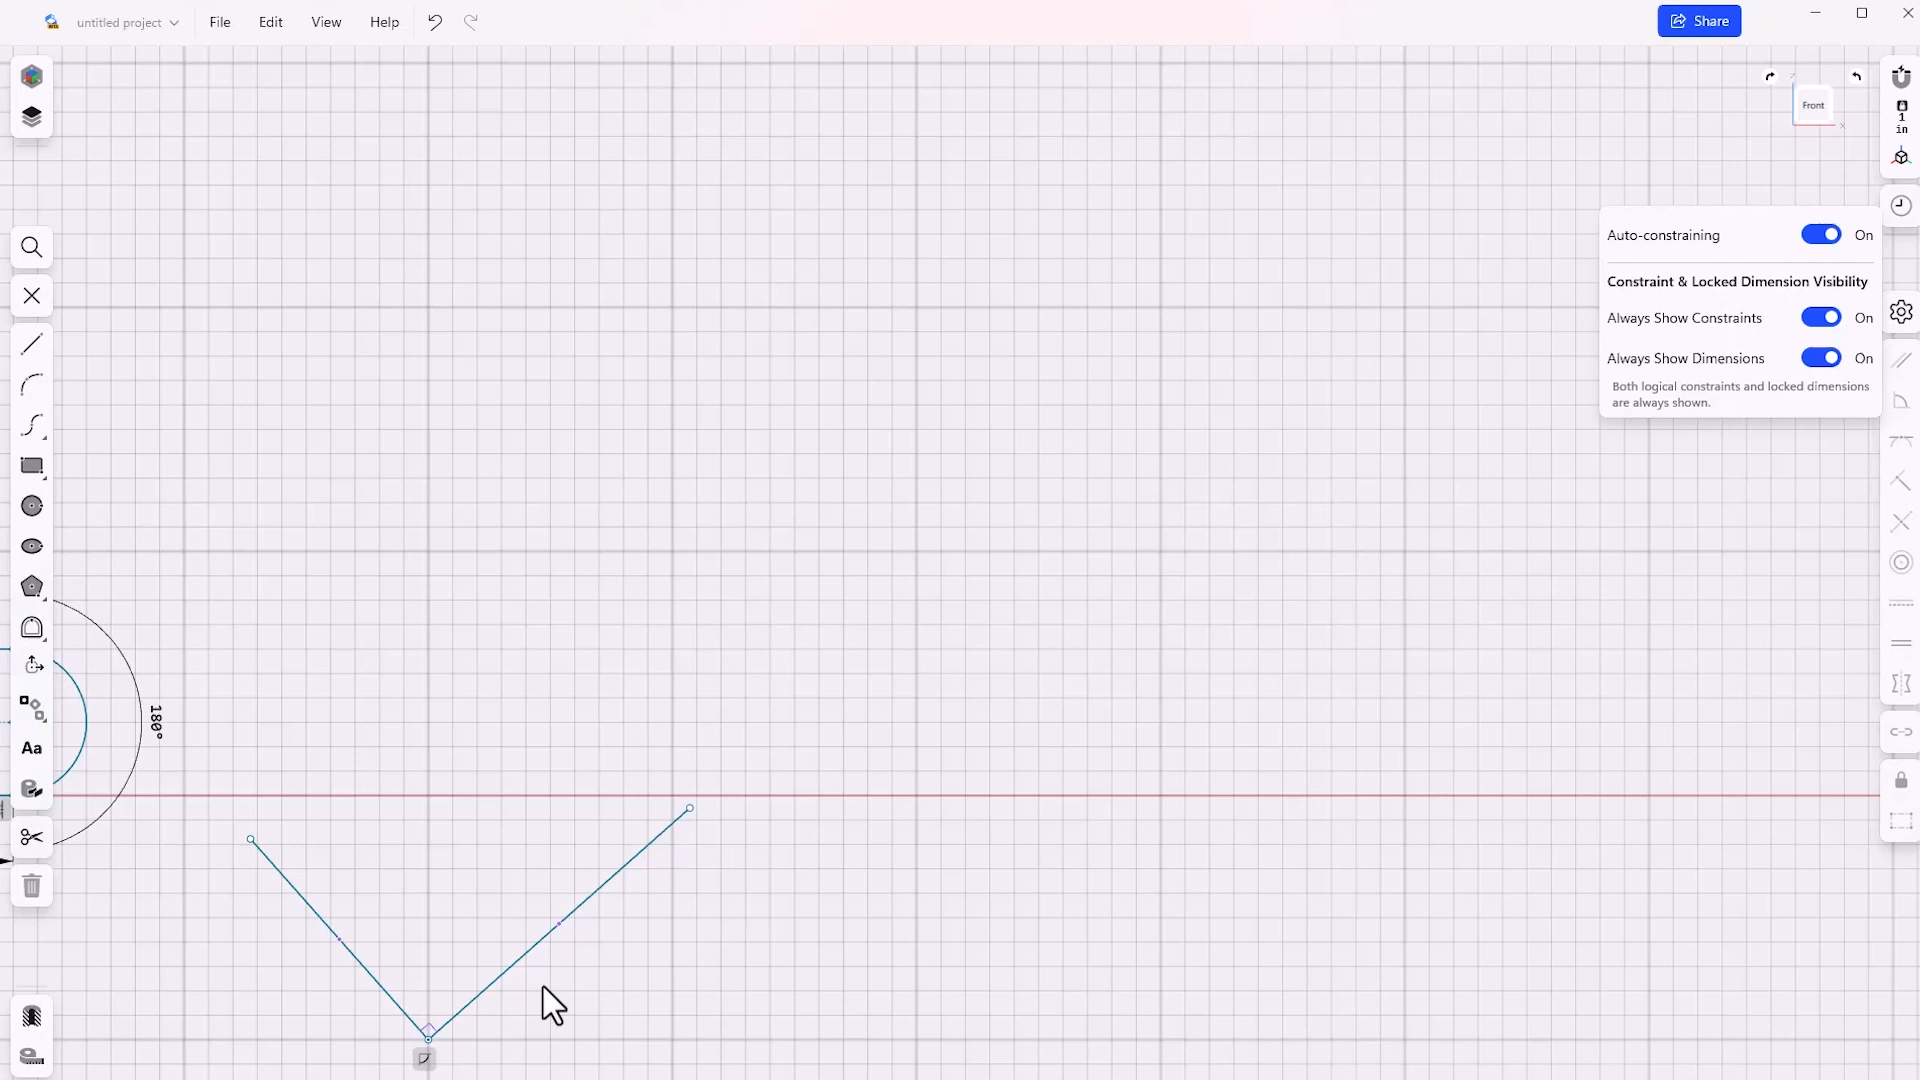 untitled project
File
Edit
View
Help
Share
Front
X
1
in
Auto-constraining On
Constraint & Locked Dimension Visibility
Always Show Constraints On
Always Show Dimensions On
Both logical constraints and locked dimensions
are always shown.
180°
Aa